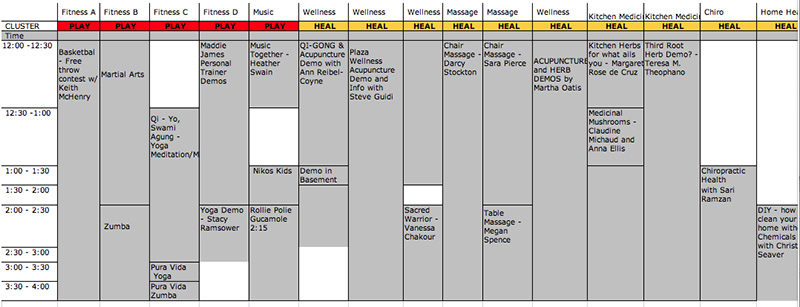 Fitness A Fitness B Fitness C Fitness D Music Wellness Wellness Wellness Massage Massage Wellness Kitchen Medici Kitchen Medici Chiro Home Hea
CLUSTER PLAY PLAY PLAY PLAY PLAY HEAL HEAL HEAL HEAL HEAL HEAL HEAL HEAL HEAL HEAL
Time
12:00 -12:30
Basketbal
- Free
throw
contest w/
Keith
McHenry
Martial Arts
Maddie
James
Personal
Trainer
Demos
Music
Together -
Heather
Swain
QI-GONG &
Acupuncture
Demo with
Ann Reibel-
Coyne
Plaza
Wellness
Acupuncture
Demo and
Info with
Steve Guidi
Chair
Massage -
Darcy
Stockton
Chair
Massage -
Sara Pierce
ACUPUNCTURE
and HERB
DEMOS by
Martha Oatis
Kitchen Herbs
for what ails
you - Margaret
Rose de Cruz
Third Root
Herb Demo? -
Teresa M.
Theophano
12:30 -1:00
Qi - Yo,
Swami
Agung -
Yoga
Meditation/M
Medicinal
Mushrooms -
Claudine
Michaud and
Anna Ellis
1:00 - 1:30
Nikos Kids
Demo in
Basement
Chiropractic
Health
with Sari
Ramzan
1:30 - 2:00
2:00 - 2:30
Zumba
Yoga Demo
- Stacy
Ramsower
Rollie Polie
Gucamole
2:15
Sacred
Warrior -
Vanessa
Chakour
Table
Massage -
Megan
Spence
DIY - how
clean your
home with
Chemicals
with Christ
Seaver
2:30 - 3:00
3:00 - 3:30
Pura Vida
Yoga
3:30 - 4:00
Pura Vida
Zumba